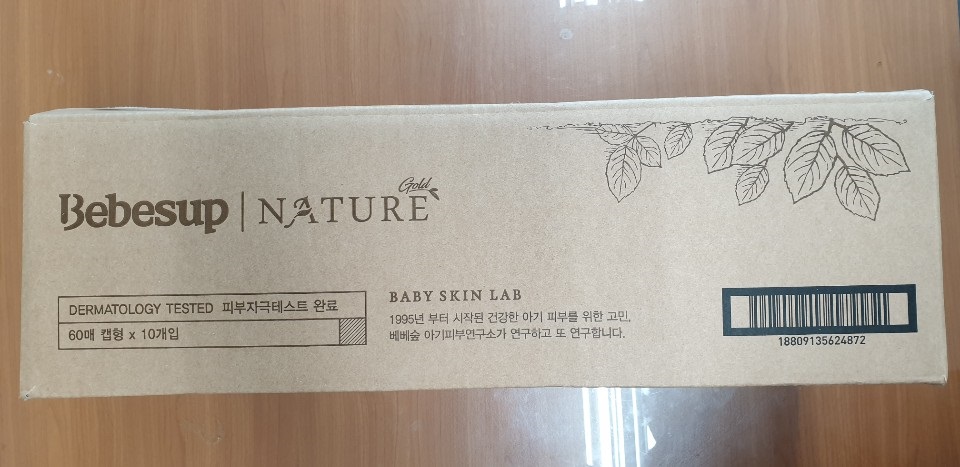 Bebesup | NATURE Gold
DERMATOLOGY TESTED 피부자극테스트 완료
60매 캡형 x 10개입
BABY SKIN LAB
1995년 부터 시작된 건강한 아기 피부를 위한 고민,
베베숲 아기피부연구소가 연구하고 또 연구합니다.
18809135624872